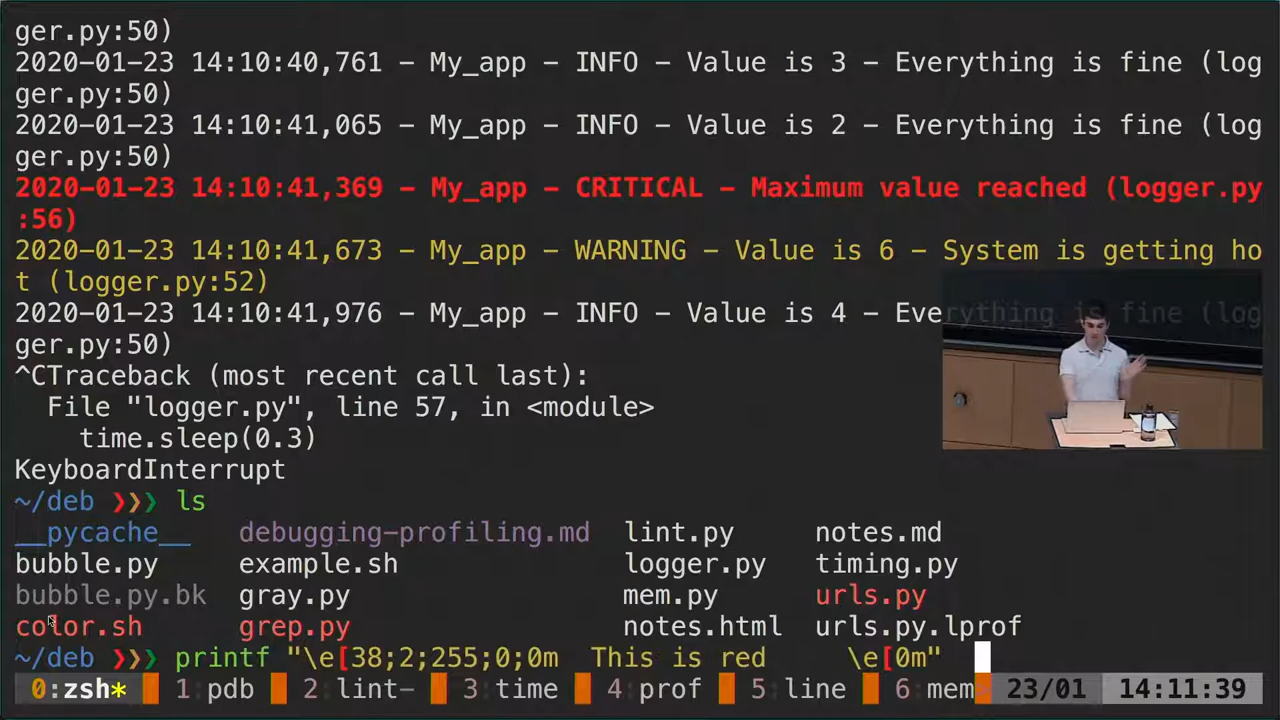 ger.py:50)
2020-01-23 14:10:40,761 - My_app - INFO - Value is 3 - Everything is fine (log
ger.py:50)
2020-01-23 14:10:41,065 - My_app - INFO - Value is 2 - Everything is fine (log
ger.py:50)
2020-01-23 14:10:41,369 - My_app - CRITICAL - Maximum value reached (logger.py
:56)
2020-01-23 14:10:41,673 - My_app - WARNING - Value is 6 - System is getting ho
t (logger.py:52)
2020-01-23 14:10:41,976 - My_app - INFO - Value is 4 - Everything is fine (log
ger.py:50)
^CTraceback (most recent call last):
  File "logger.py", line 57, in <module>
    time.sleep(0.3)
KeyboardInterrupt
~/deb ❯❯❯ ls
__pycache__   debugging-profiling.md  lint.py     notes.md
bubble.py     example.sh              logger.py   timing.py
bubble.py.bk  gray.py                 mem.py      urls.py
color.sh      grep.py                 notes.html  urls.py.lprof
~/deb ❯❯❯ printf "\e[38;2;255;0;0m  This is red     \e[0m"
0:zsh* 1 pdb 2 lint- 3 time 4 prof 5 line 6 mem 23/01 14:11:39